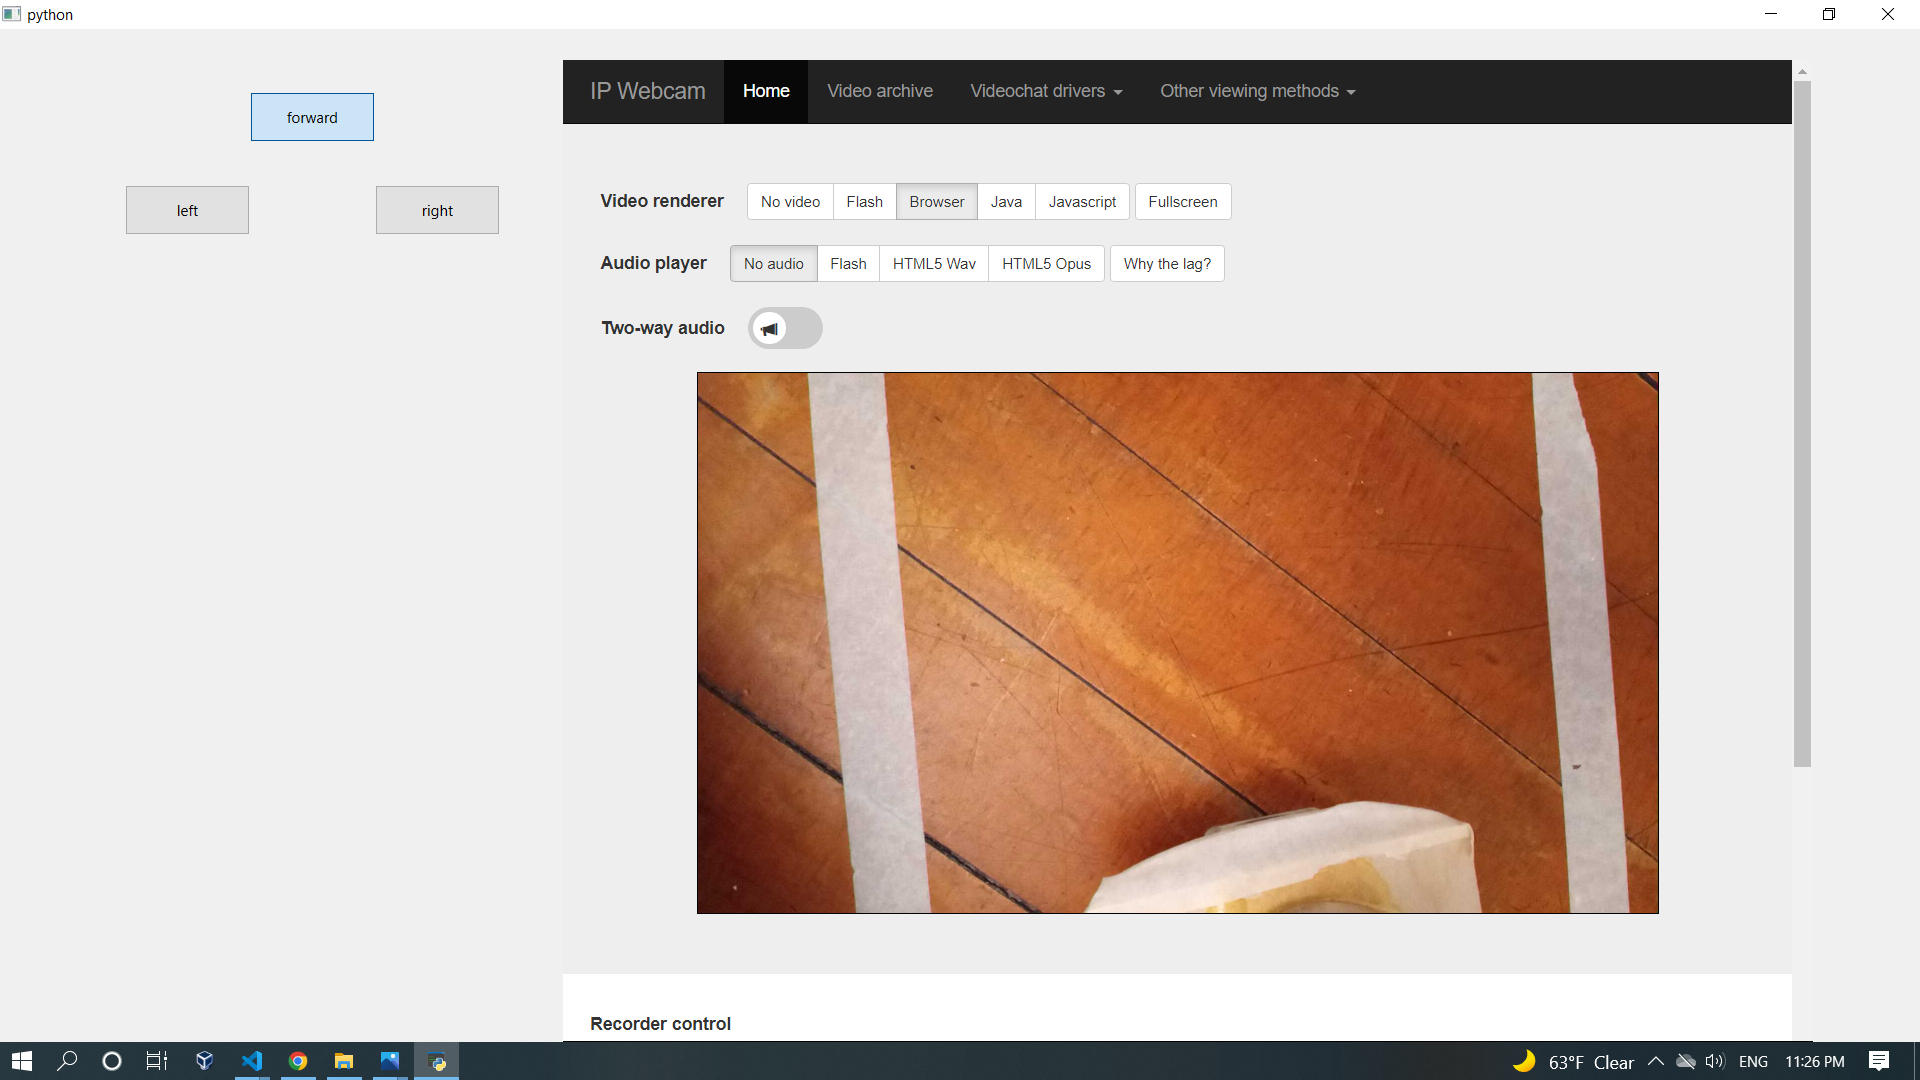 python
forward
left right
IP Webcam Home Video archive Videochat drivers Other viewing methods
Video renderer No video Flash Browser Java Javascript Fullscreen
Audio player No audio Flash HTML5 Wav HTML5 Opus Why the lag?
Two-way audio
Recorder control
63°F Clear ENG 11:26 PM